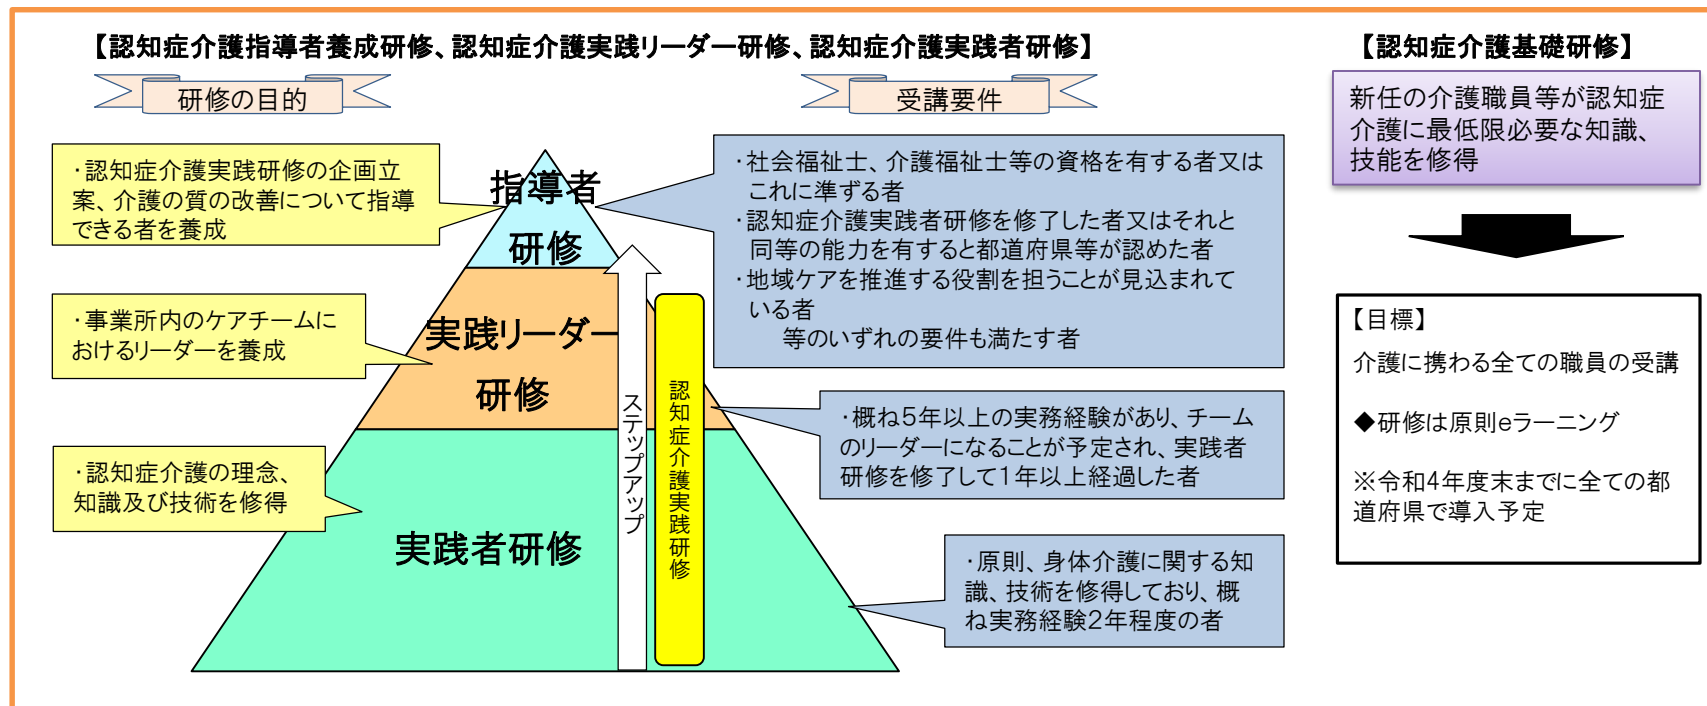 【認知症介護指導者養成研修、認知症介護実践リーダー研修、認知症介護実践者研修】
研修の目的
受講要件
・認知症介護実践研修の企画立
案、介護の質の改善について指導
できる者を養成
指導者
研修
・社会福祉士、介護福祉士等の資格を有する者又は
これに準ずる者
・認知症介護実践者研修を修了した者又はそれと
同等の能力を有すると都道府県等が認めた者
・地域ケアを推進する役割を担うことが見込まれて
いる者
等のいずれの要件も満たす者
・事業所内のケアチームに
おけるリーダーを養成
実践リーダー
研修
・概ね5年以上の実務経験があり、チーム
のリーダーになることが予定され、実践者
研修を修了して1年以上経過した者
・認知症介護の理念、
知識及び技術を修得
実践者研修
ステップアップ
認知症介護実践研修
・原則、身体介護に関する知
識、技術を修得しており、概
ね実務経験2年程度の者
【認知症介護基礎研修】
新任の介護職員等が認知症
介護に最低限必要な知識、
技能を修得
【目標】
介護に携わる全ての職員の受講
◆研修は原則eラーニング
※令和4年度末までに全ての都
道府県で導入予定